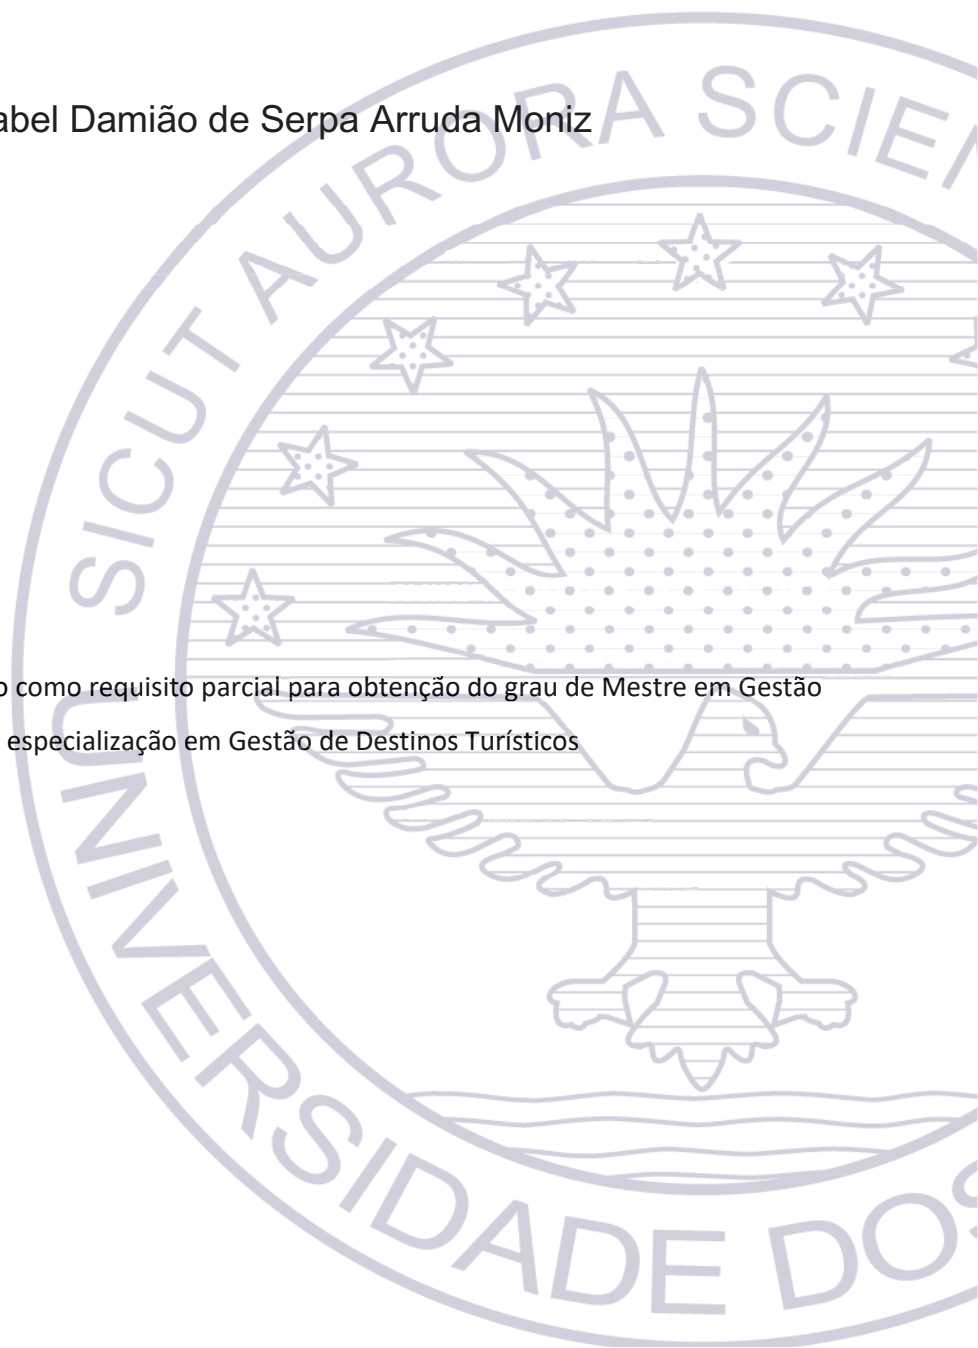 abel Damião de Serpa Arruda Moniz
o como requisito parcial para obtenção do grau de Mestre em Gestão
especialização em Gestão de Destinos Turísticos
SICUT AURORA SCIEN
UNIVERSIDADE DOS